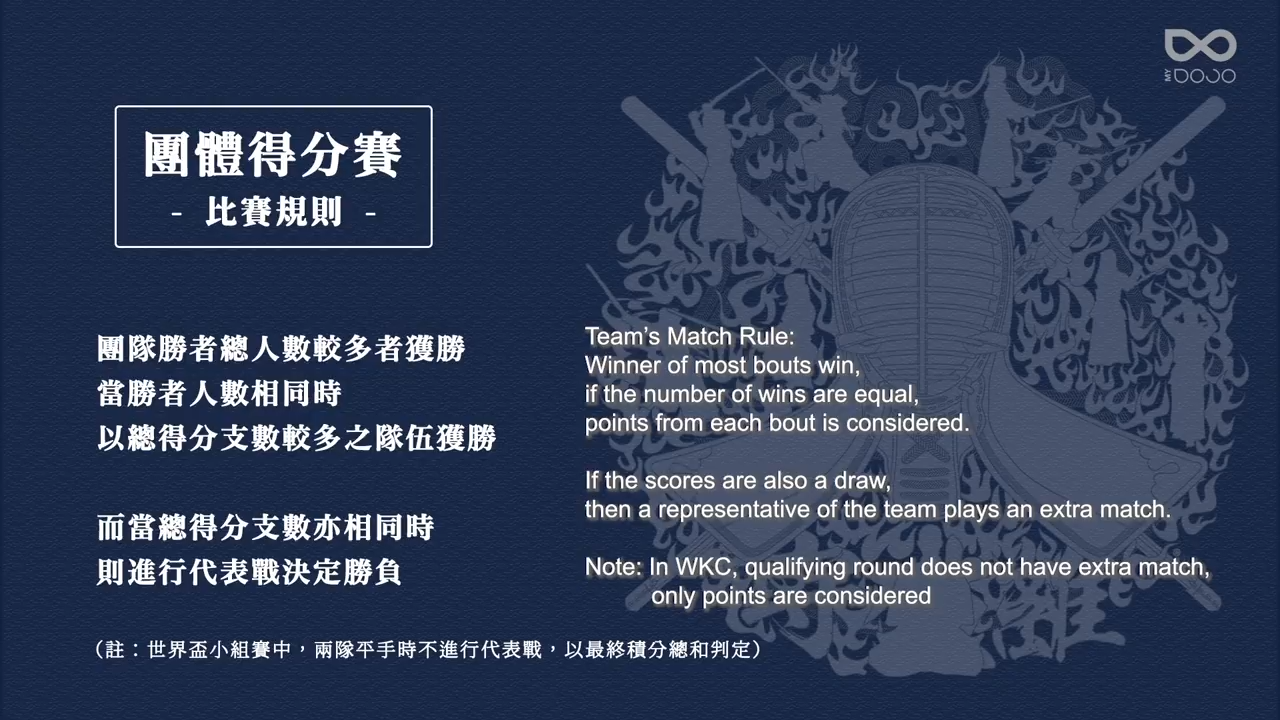 MY DOJO
團體得分賽
- 比賽規則 -
團隊勝者總人數較多者獲勝
當勝者人數相同時
以總得分支數較多之隊伍獲勝
而當總得分支數亦相同時
則進行代表戰決定勝負
（註：世界盃小組賽中，兩隊平手時不進行代表戰，以最終積分總和判定）
Team’s Match Rule:
Winner of most bouts win,
if the number of wins are equal,
points from each bout is considered.
If the scores are also a draw,
then a representative of the team plays an extra match.
Note: In WKC, qualifying round does not have extra match,
only points are considered